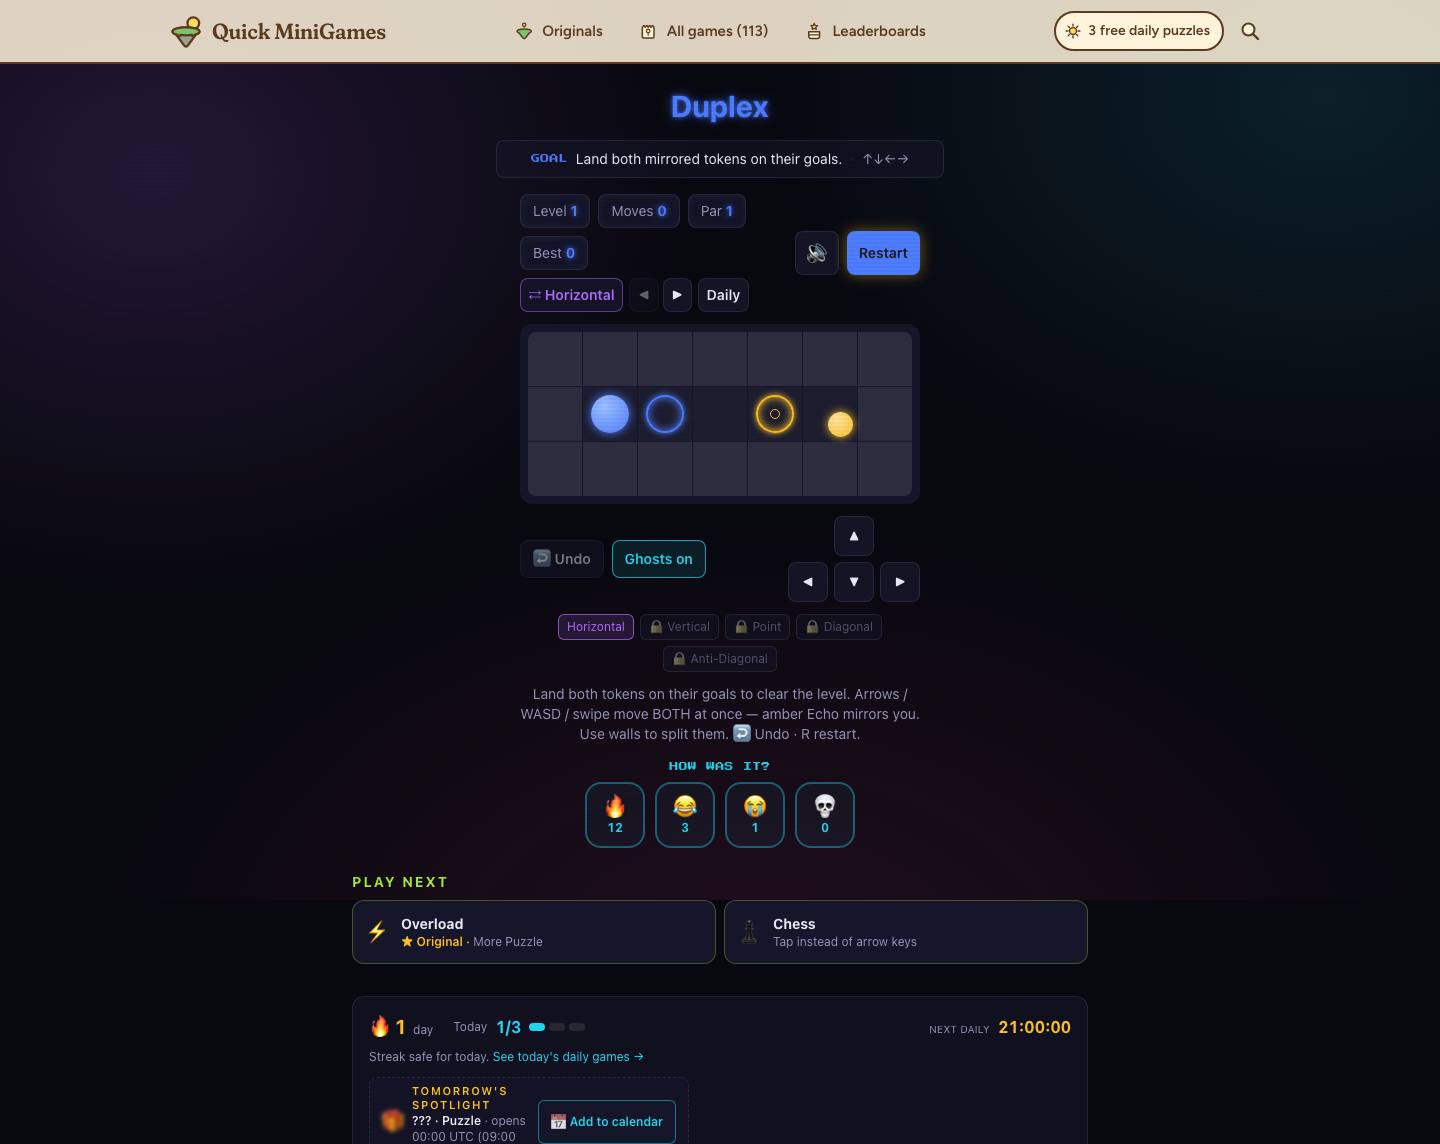 Quick MiniGames
Originals
All games (113)
Leaderboards
3 free daily puzzles
Duplex
GOAL Land both mirrored tokens on their goals. · ↑↓←→
Level 1
Moves 0
Par 1
Best 0
Restart
⇄ Horizontal
◀
▶
Daily
Undo
Ghosts on
▲
◀
▼
▶
Horizontal
Vertical
Point
Diagonal
Anti-Diagonal
Land both tokens on their goals to clear the level. Arrows /
WASD / swipe move BOTH at once — amber Echo mirrors you.
Use walls to split them. ↩️ Undo · R restart.
HOW WAS IT?
12
3
1
0
PLAY NEXT
Overload
★ Original · More Puzzle
Chess
Tap instead of arrow keys
1 day
Today 1/3
NEXT DAILY 21:00:00
Streak safe for today. See today's daily games →
TOMORROW'S
SPOTLIGHT
??? · Puzzle · opens
00:00 UTC (09:00
Add to calendar